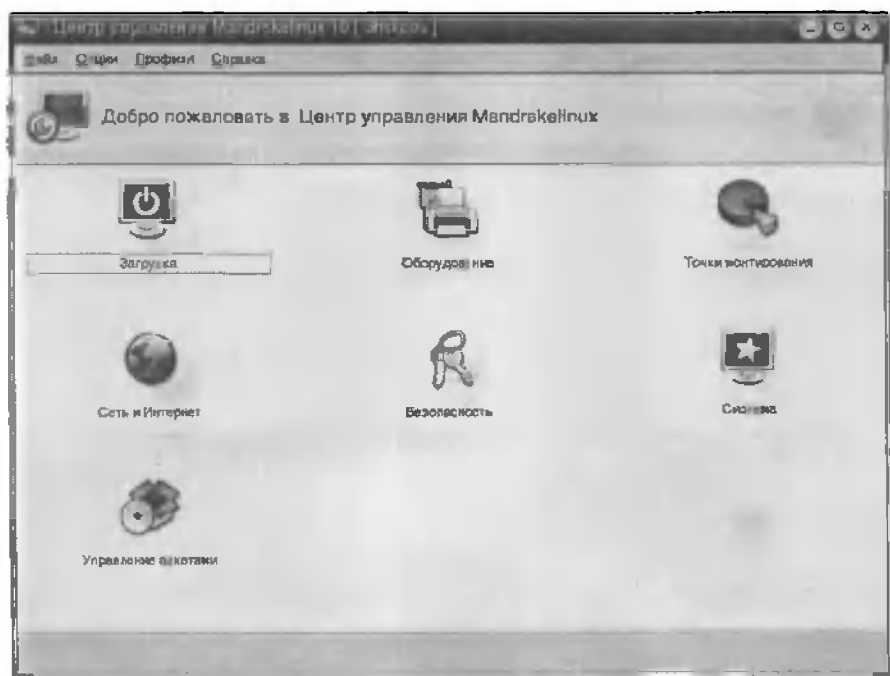 Центр управления Mandrakelinux 10
Файл Опции Профили Справка
Добро пожаловать в Центр управления Mandrakelinux
Загрузка
Оборудование
Точки монтирования
Сеть и Интернет
Безопасность
Система
Управление пакетами